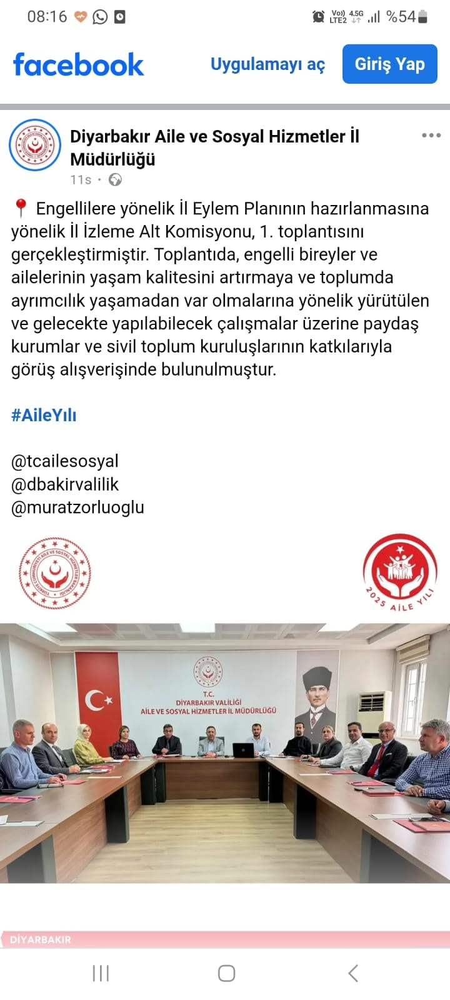 08:16
Vo)) 4.5G
LTE2
%54
facebook
Uygulamayı aç
Giriş Yap
Diyarbakır Aile ve Sosyal Hizmetler İl
Müdürlüğü
11s ·
Engellilere yönelik İl Eylem Planının hazırlanmasına
yönelik İl İzleme Alt Komisyonu, 1. toplantısını
gerçekleştirmiştir. Toplantıda, engelli bireyler ve
ailelerinin yaşam kalitesini artırmaya ve toplumda
ayrımcılık yaşamadan var olmalarına yönelik yürütülen
ve gelecekte yapılabilecek çalışmalar üzerine paydaş
kurumlar ve sivil toplum kuruluşlarının katkılarıyla
görüş alışverişinde bulunulmuştur.
#AileYılı
@tcailesosyal
@dbakirvalilik
@muratzorluoglu
TÜRKİYE CUMHURİYETİ AİLE VE SOSYAL HİZMETLER BAKANLIĞI
2025 AİLE YILI
T.C.
DİYARBAKIR VALİLİĞİ
AİLE VE SOSYAL HİZMETLER İL MÜDÜRLÜĞÜ
DİYARBAKIR